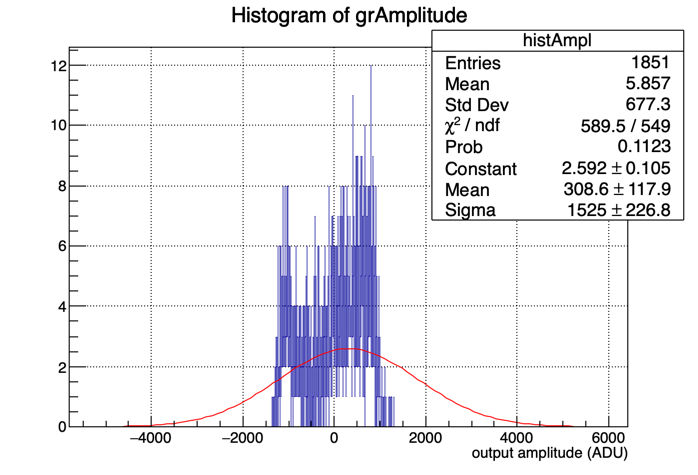 Histogram of grAmplitude
histAmpl
Entries 1851
Mean 5.857
Std Dev 677.3
χ² / ndf 589.5 / 549
Prob 0.1123
Constant 2.592 ± 0.105
Mean 308.6 ± 117.9
Sigma 1525 ± 226.8
12
10
8
6
4
2
0
−4000 −2000 0 2000 4000 6000
output amplitude (ADU)